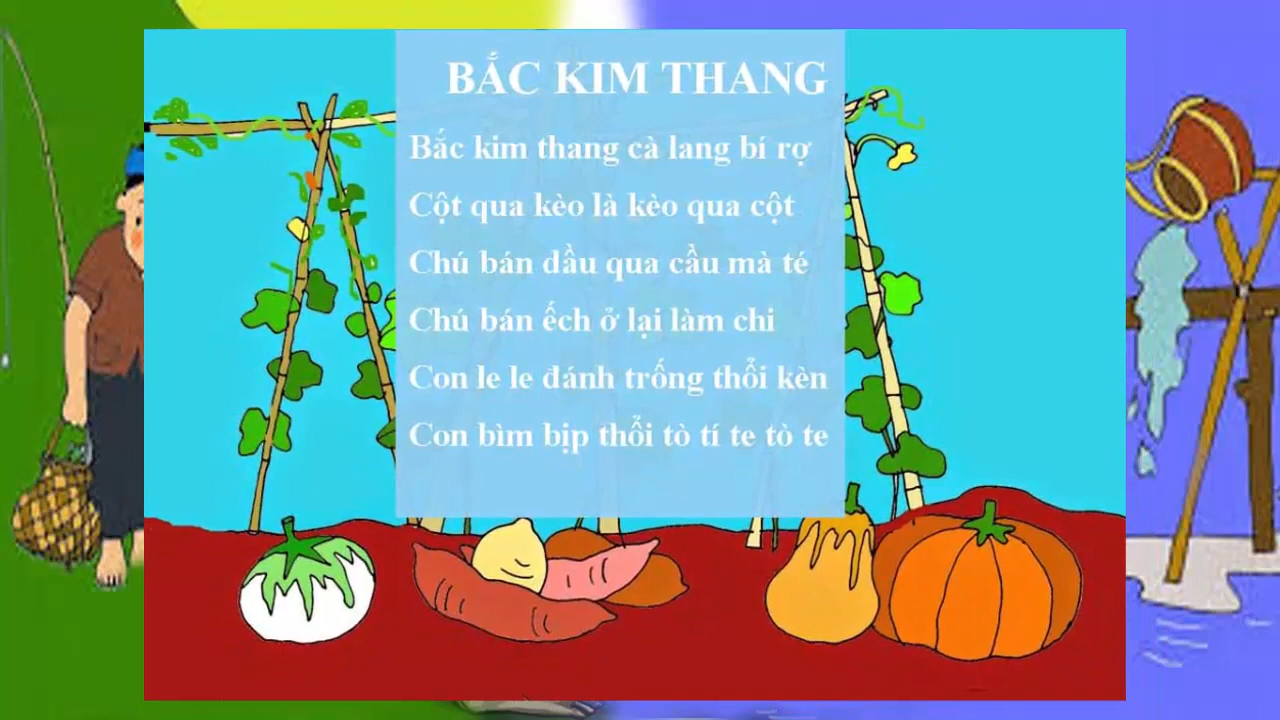 BẮC KIM THANG
Bắc kim thang cà lang bí rợ
Cột qua kèo là kèo qua cột
Chú bán dầu qua cầu mà té
Chú bán ếch ở lại làm chi
Con le le đánh trống thổi kèn
Con bìm bịp thổi tò tí te tò te